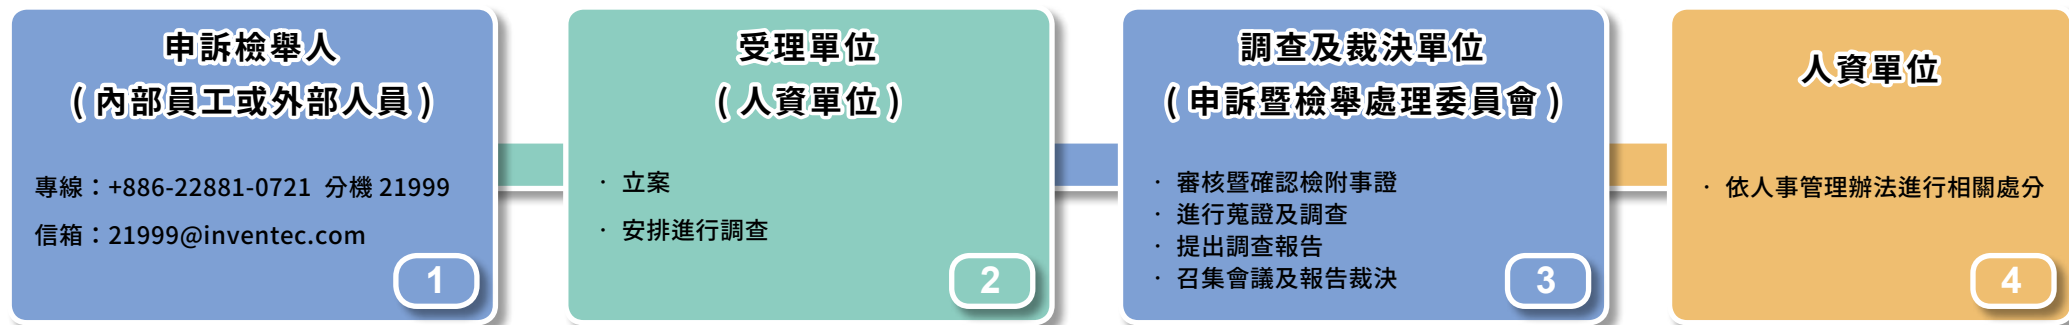 申訴檢舉人
( 內部員工或外部人員 )
專線：+886-22881-0721 分機 21999
信箱：21999@inventec.com
1
受理單位
( 人資單位 )
· 立案
· 安排進行調查
2
調查及裁決單位
( 申訴暨檢舉處理委員會 )
· 審核暨確認檢附事證
· 進行蒐證及調查
· 提出調查報告
· 召集會議及報告裁決
3
人資單位
· 依人事管理辦法進行相關處分
4